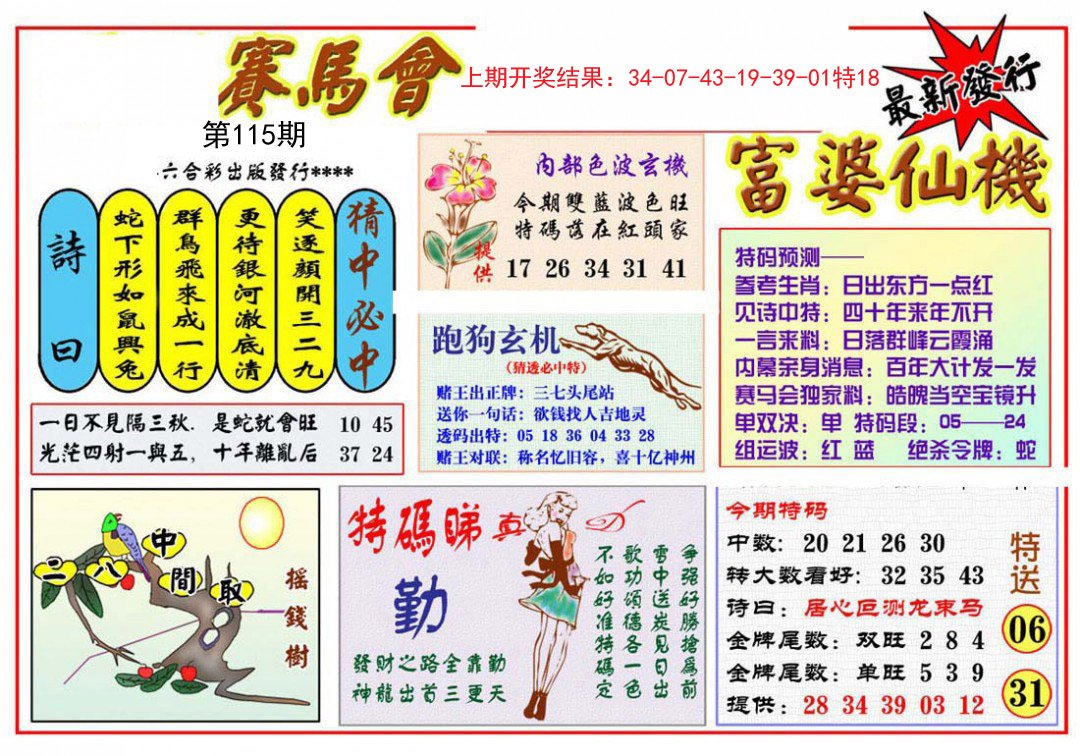 賽馬會
上期开奖结果：34-07-43-19-39-01特18
最新發行
第115期
六合彩出版發行****
詩曰
蛇下形如鼠興兔
群鳥飛來成一行
更待銀河澈底清
笑逐顏開三二九
猜中必中
一日不見隔三秋．是蛇就會旺 10 45
光茫四射一與五，十年離亂后 37 24
內部色波玄機
今期雙藍波色旺
特碼落在紅頭家
提供
17 26 34 31 41
跑狗玄机
（猜透必中特）
赌王出正牌：三七头尾站
送你一句话：欲钱找人吉地灵
透码出特：05 18 36 04 33 28
赌王对联：称名忆旧容，喜十亿神州
富婆仙機
特码预测——
参考生肖：日出东方一点红
见诗中特：四十年来年不开
一言来料：日落群峰云霞涌
内幕亲身消息：百年大计发一发
赛马会独家料：皓魄当空宝镜升
单双决：单 特码段：05——24
组运波：红 蓝 绝杀令牌：蛇
二八中間取
搖錢樹
特碼睇真D
勤
發財之路全靠勤
神龍出首三更天
爭强好勝搶爲前
雪中送炭見日出
歌功頌德各一色
不如好准特碼定
今期特码
中数：20 21 26 30
转大数看好：32 35 43
诗曰：居心叵测龙束马
金牌尾数：双旺 2 8 4
金牌尾数：单旺 5 3 9
提供：28 34 39 03 12
特送
06
31